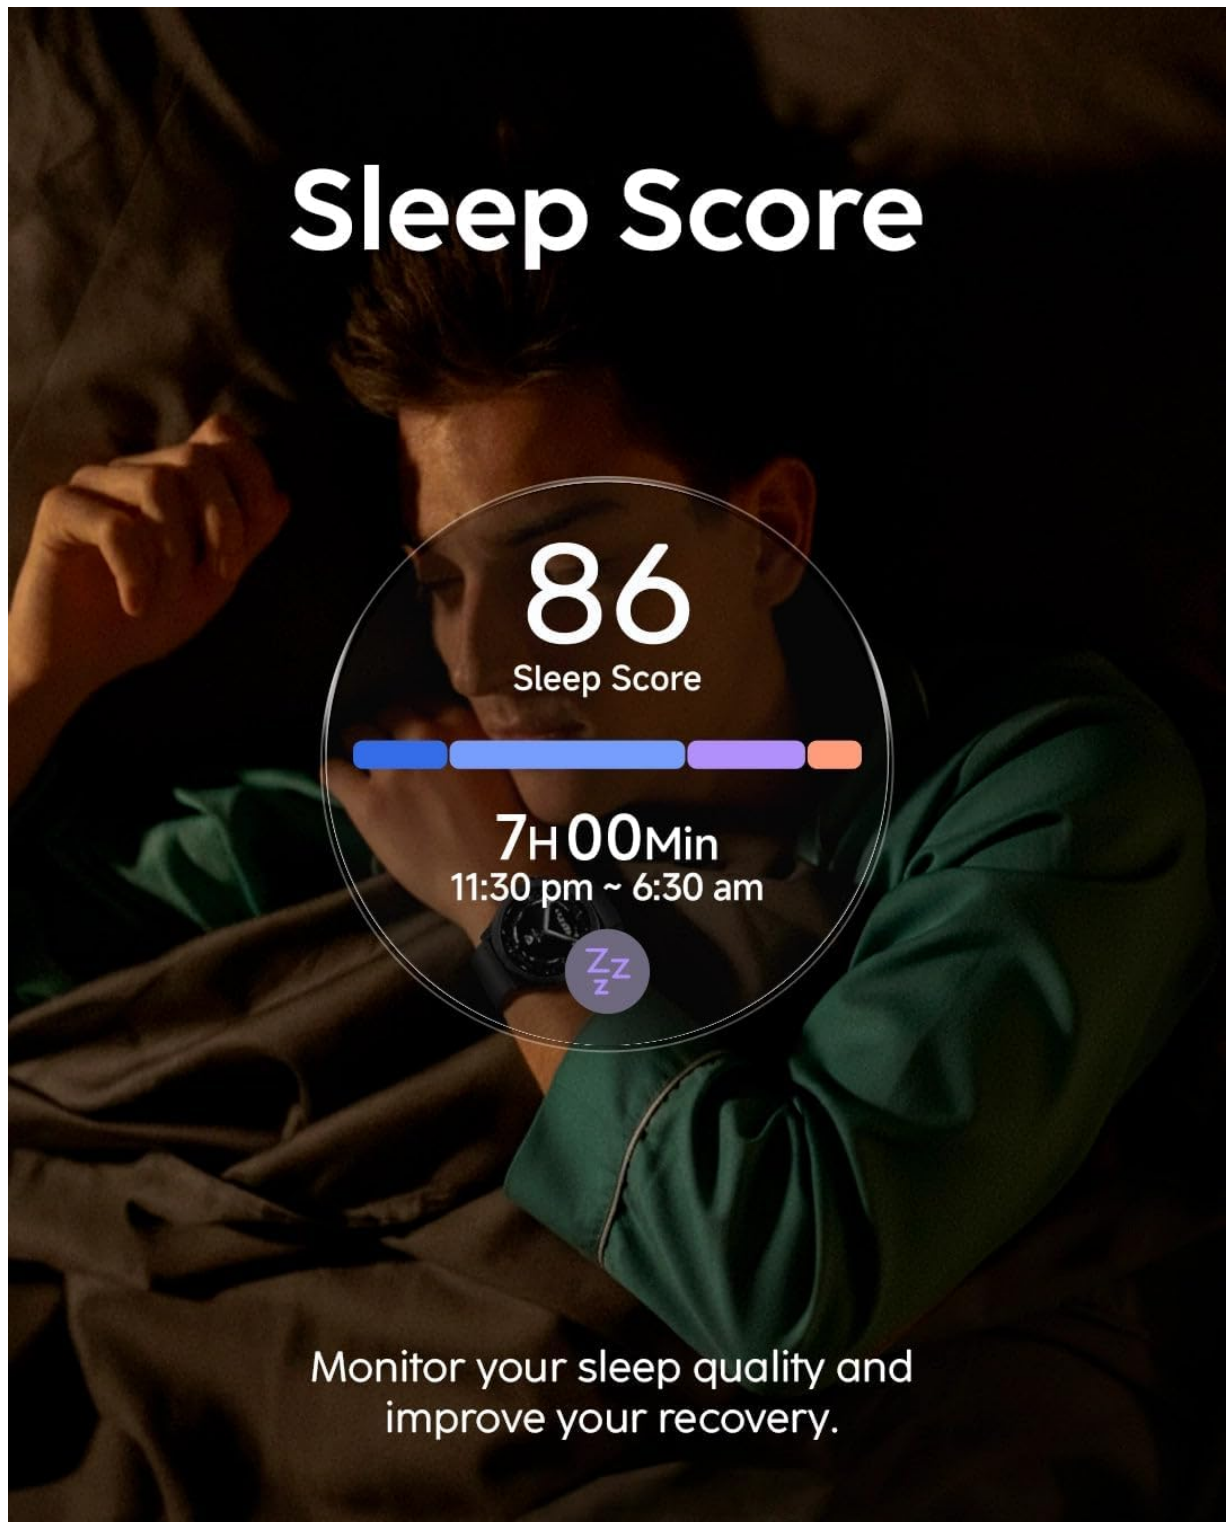 Sleep Score
86
Sleep Score
7H00Min
11:30 pm ~ 6:30 am
Zzz
Monitor your sleep quality and
improve your recovery.